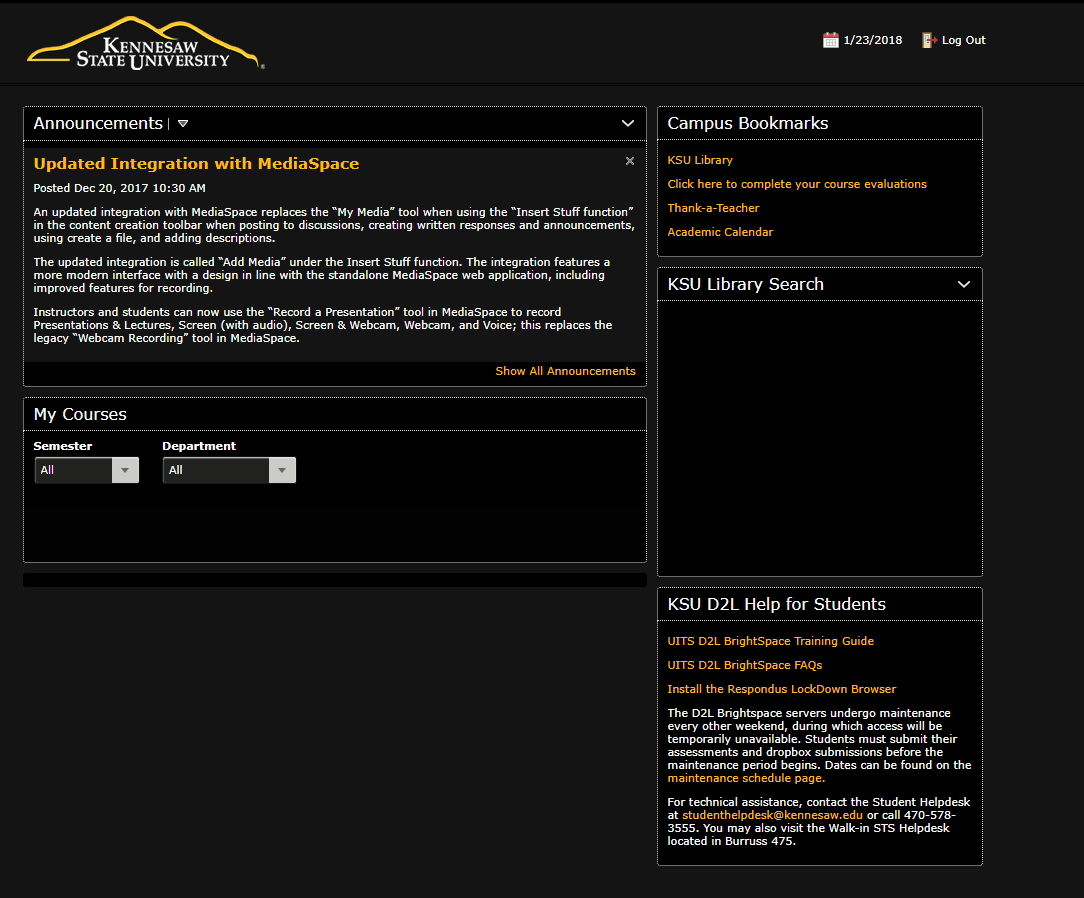 KENNESAW
STATE UNIVERSITY
1/23/2018
Log Out
Announcements
Updated Integration with MediaSpace
Posted Dec 20, 2017 10:30 AM
An updated integration with MediaSpace replaces the “My Media” tool when using the “Insert Stuff function”
in the content creation toolbar when posting to discussions, creating written responses and announcements,
using create a file, and adding descriptions.
The updated integration is called “Add Media” under the Insert Stuff function. The integration features a
more modern interface with a design in line with the standalone MediaSpace web application, including
improved features for recording.
Instructors and students can now use the “Record a Presentation” tool in MediaSpace to record
Presentations & Lectures, Screen (with audio), Screen & Webcam, Webcam, and Voice; this replaces the
legacy “Webcam Recording” tool in MediaSpace.
Show All Announcements
My Courses
Semester
All
Department
All
Campus Bookmarks
KSU Library
Click here to complete your course evaluations
Thank-a-Teacher
Academic Calendar
KSU Library Search
KSU D2L Help for Students
UITS D2L BrightSpace Training Guide
UITS D2L BrightSpace FAQs
Install the Respondus LockDown Browser
The D2L Brightspace servers undergo maintenance
every other weekend, during which access will be
temporarily unavailable. Students must submit their
assessments and dropbox submissions before the
maintenance period begins. Dates can be found on the
maintenance schedule page.
For technical assistance, contact the Student Helpdesk
at studenthelpdesk@kennesaw.edu or call 470-578-
3555. You may also visit the Walk-in STS Helpdesk
located in Burruss 475.